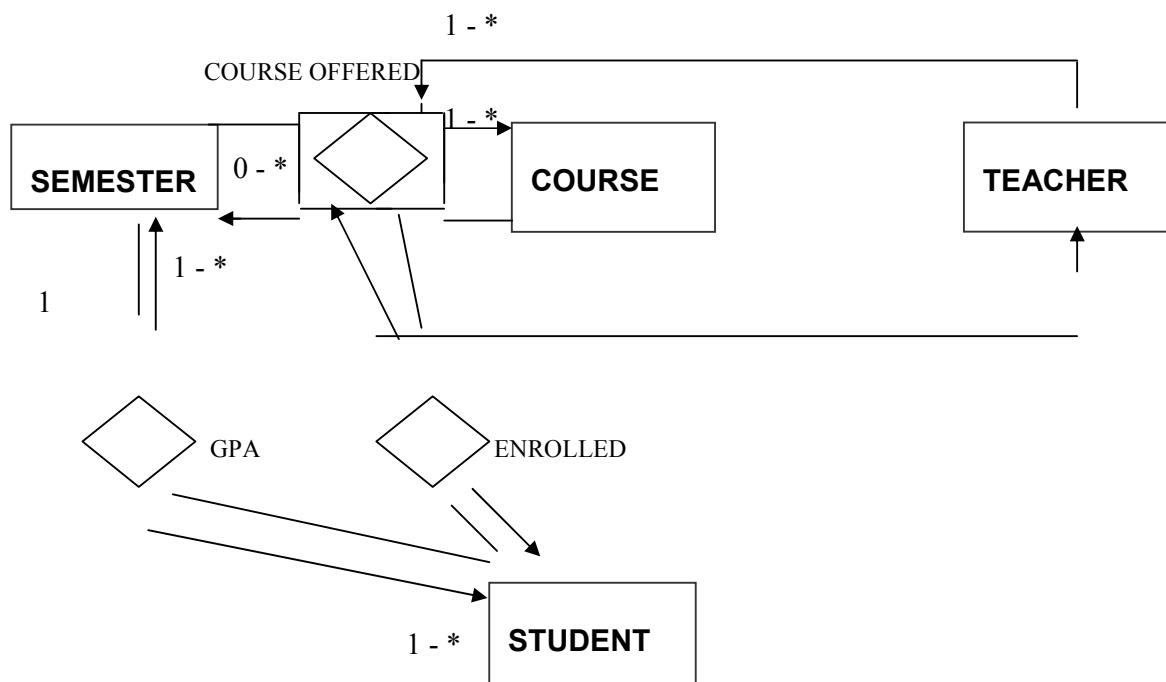 1 - *
COURSE OFFERED
1 - *
SEMESTER
0 - *
COURSE
TEACHER
1 - *
1
GPA
ENROLLED
1 - *
STUDENT